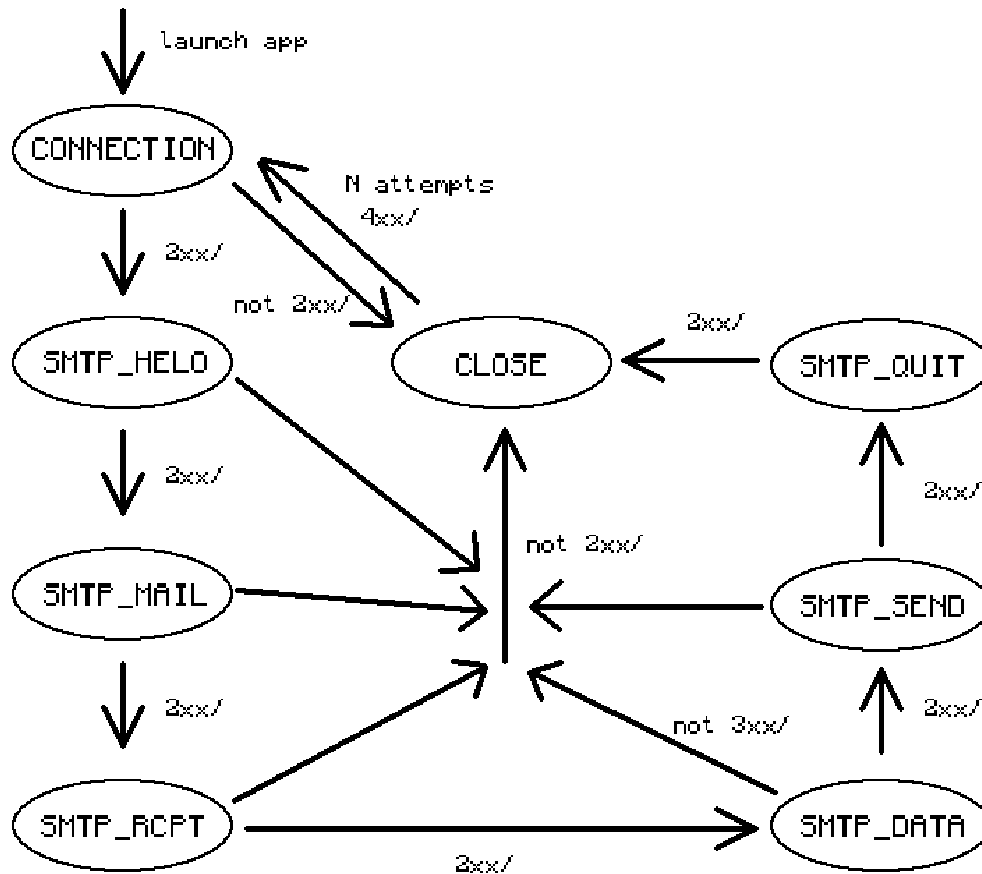 launch app
CONNECTION
N attempts
4xx/
2xx/
not 2xx/
2xx/
SMTP_HELO
CLOSE
SMTP_QUIT
2xx/
2xx/
not 2xx/
SMTP_MAIL
SMTP_SEND
2xx/
2xx/
not 3xx/
SMTP_RCPT
SMTP_DATA
2xx/